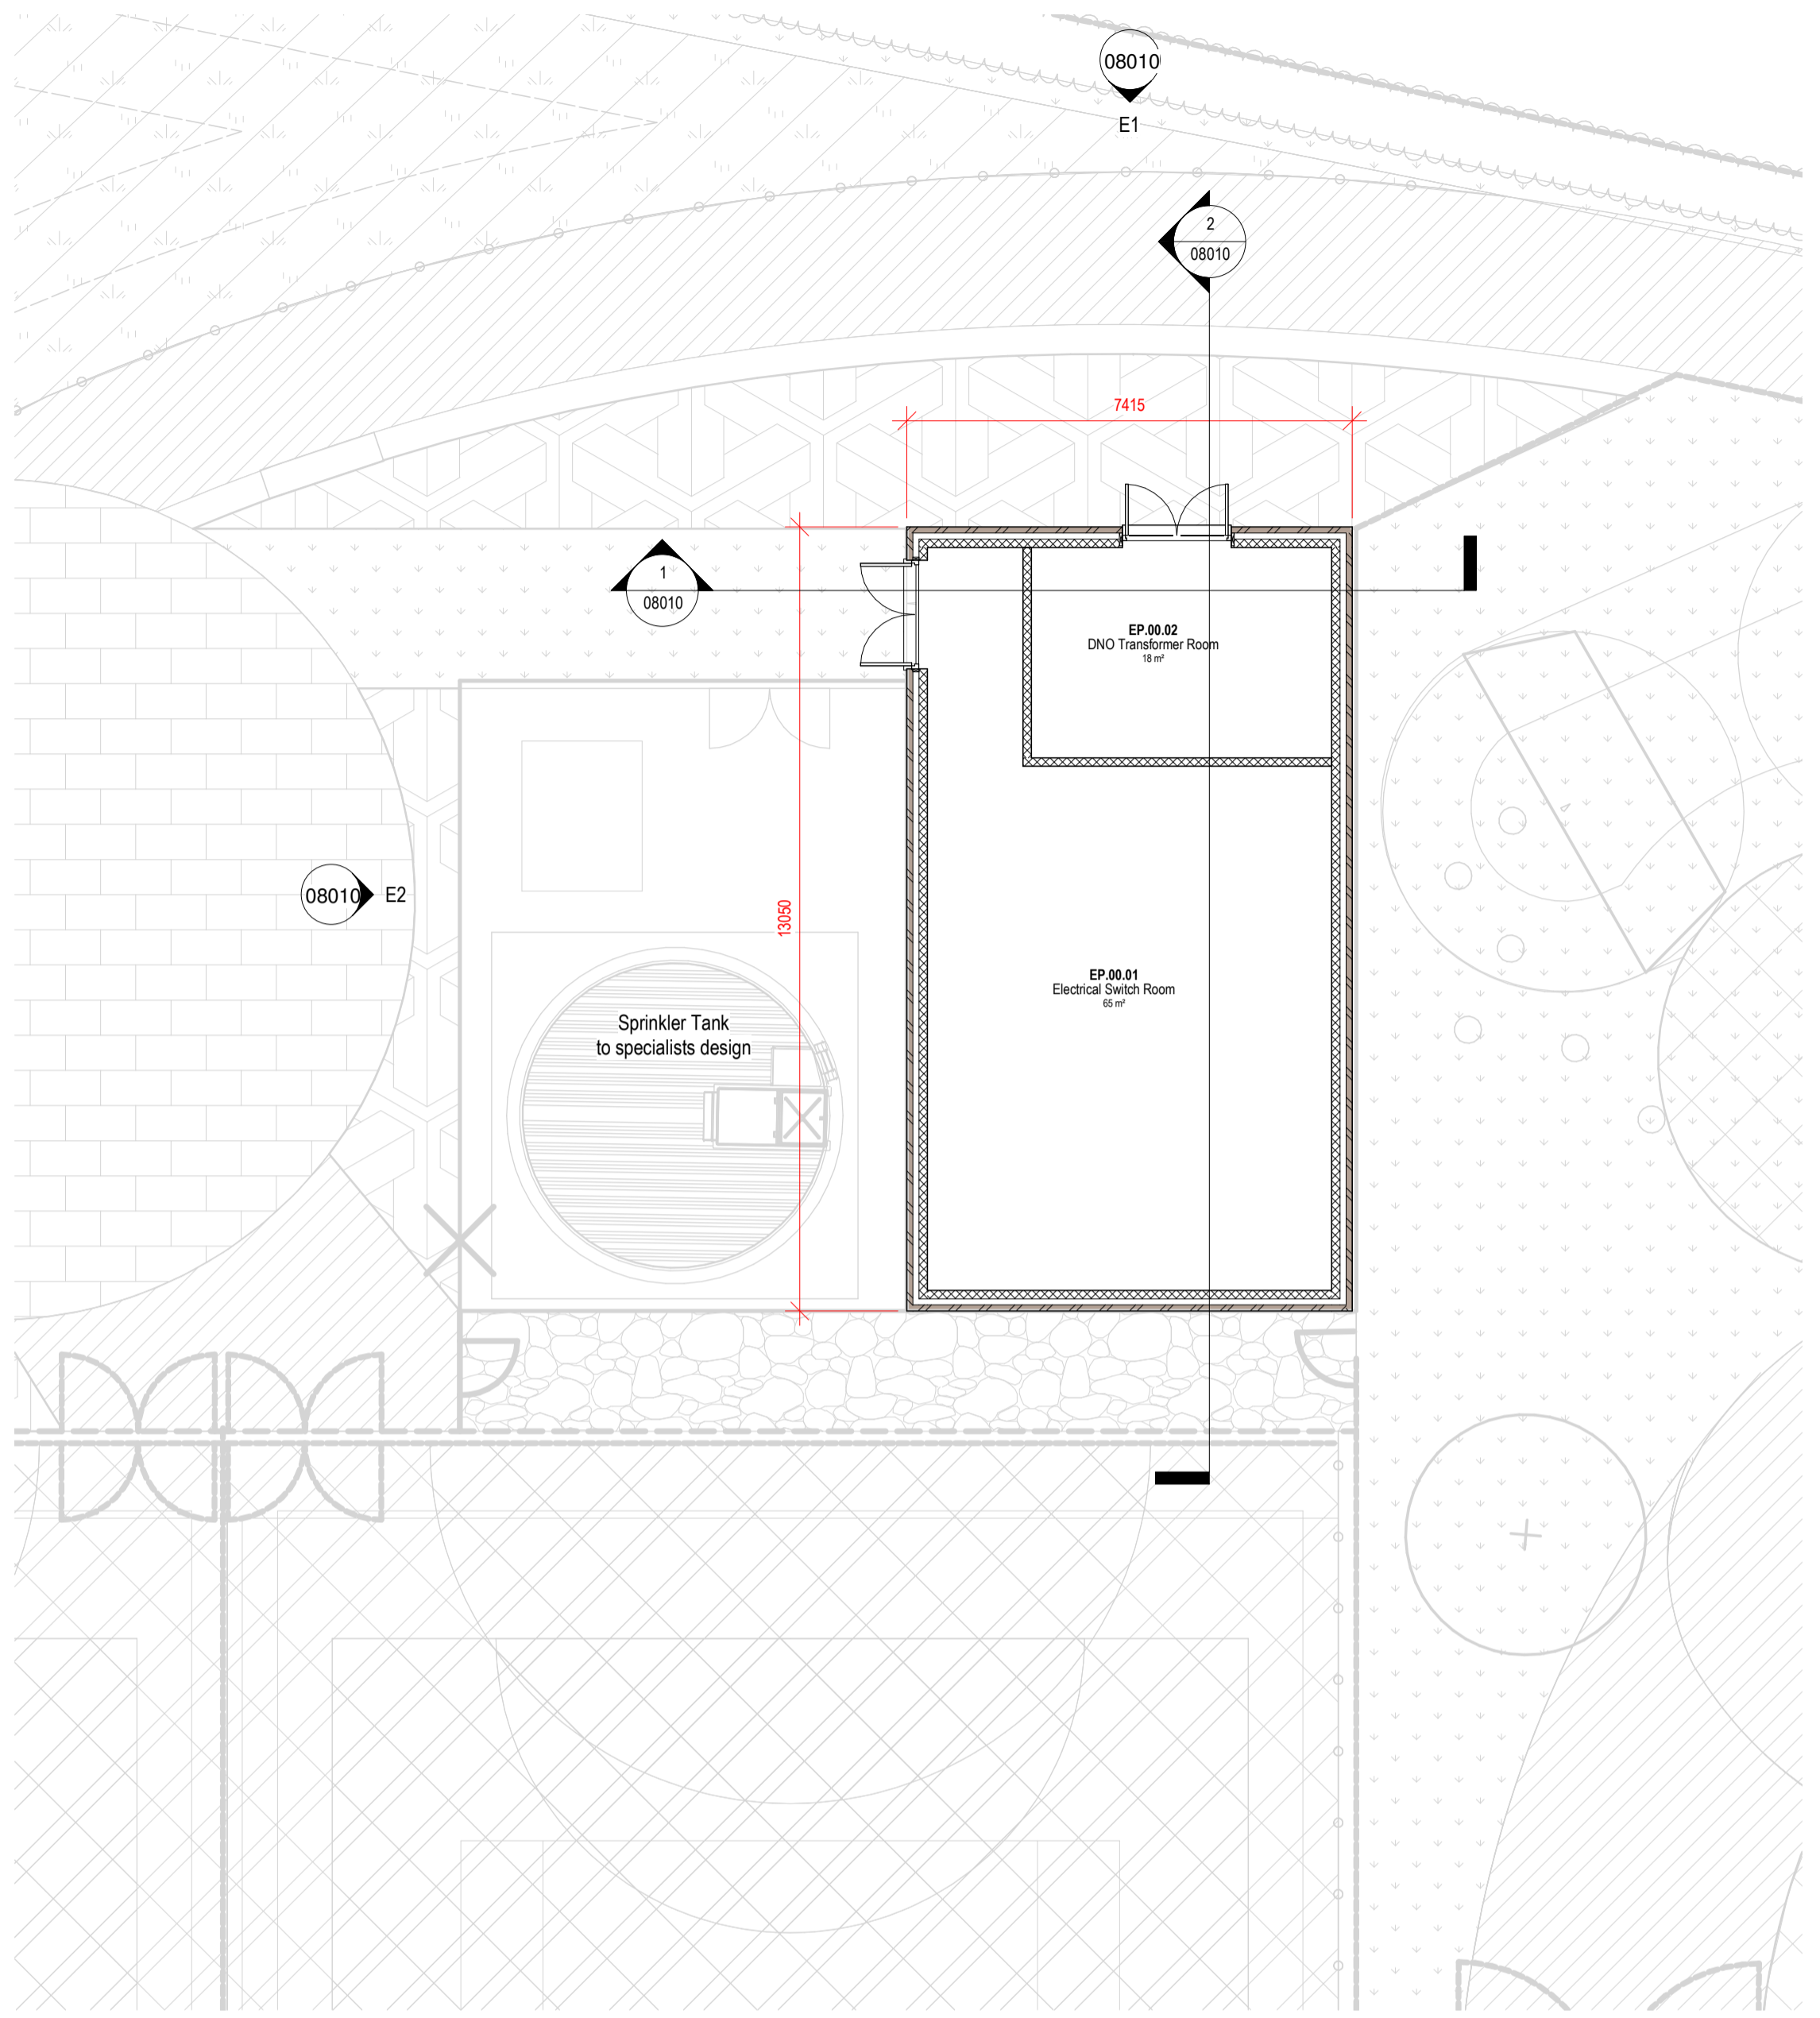 08010
E1
2
08010
7415
1
08010
EP.00.02
DNO Transformer Room
18 m²
08010
E2
13050
EP.00.01
Electrical Switch Room
65 m²
Sprinkler Tank
to specialists design